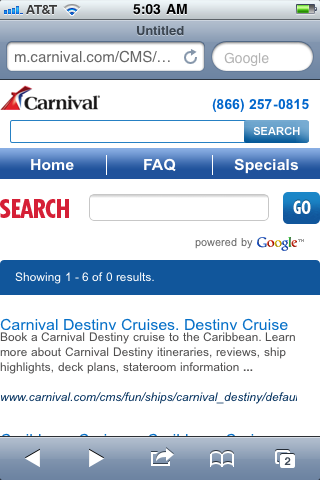 AT&T 5:03 AM
Untitled
m.carnival.com/CMS/... Google
Carnival
(866) 257-0815
SEARCH
Home FAQ Specials
SEARCH GO
powered by Google™
Showing 1 - 6 of 0 results.
Carnival Destiny Cruises. Destiny Cruise
Book a Carnival Destiny cruise to the Caribbean. Learn
more about Carnival Destiny itineraries, reviews, ship
highlights, deck plans, stateroom information ...
www.carnival.com/cms/fun/ships/carnival_destiny/defau
2